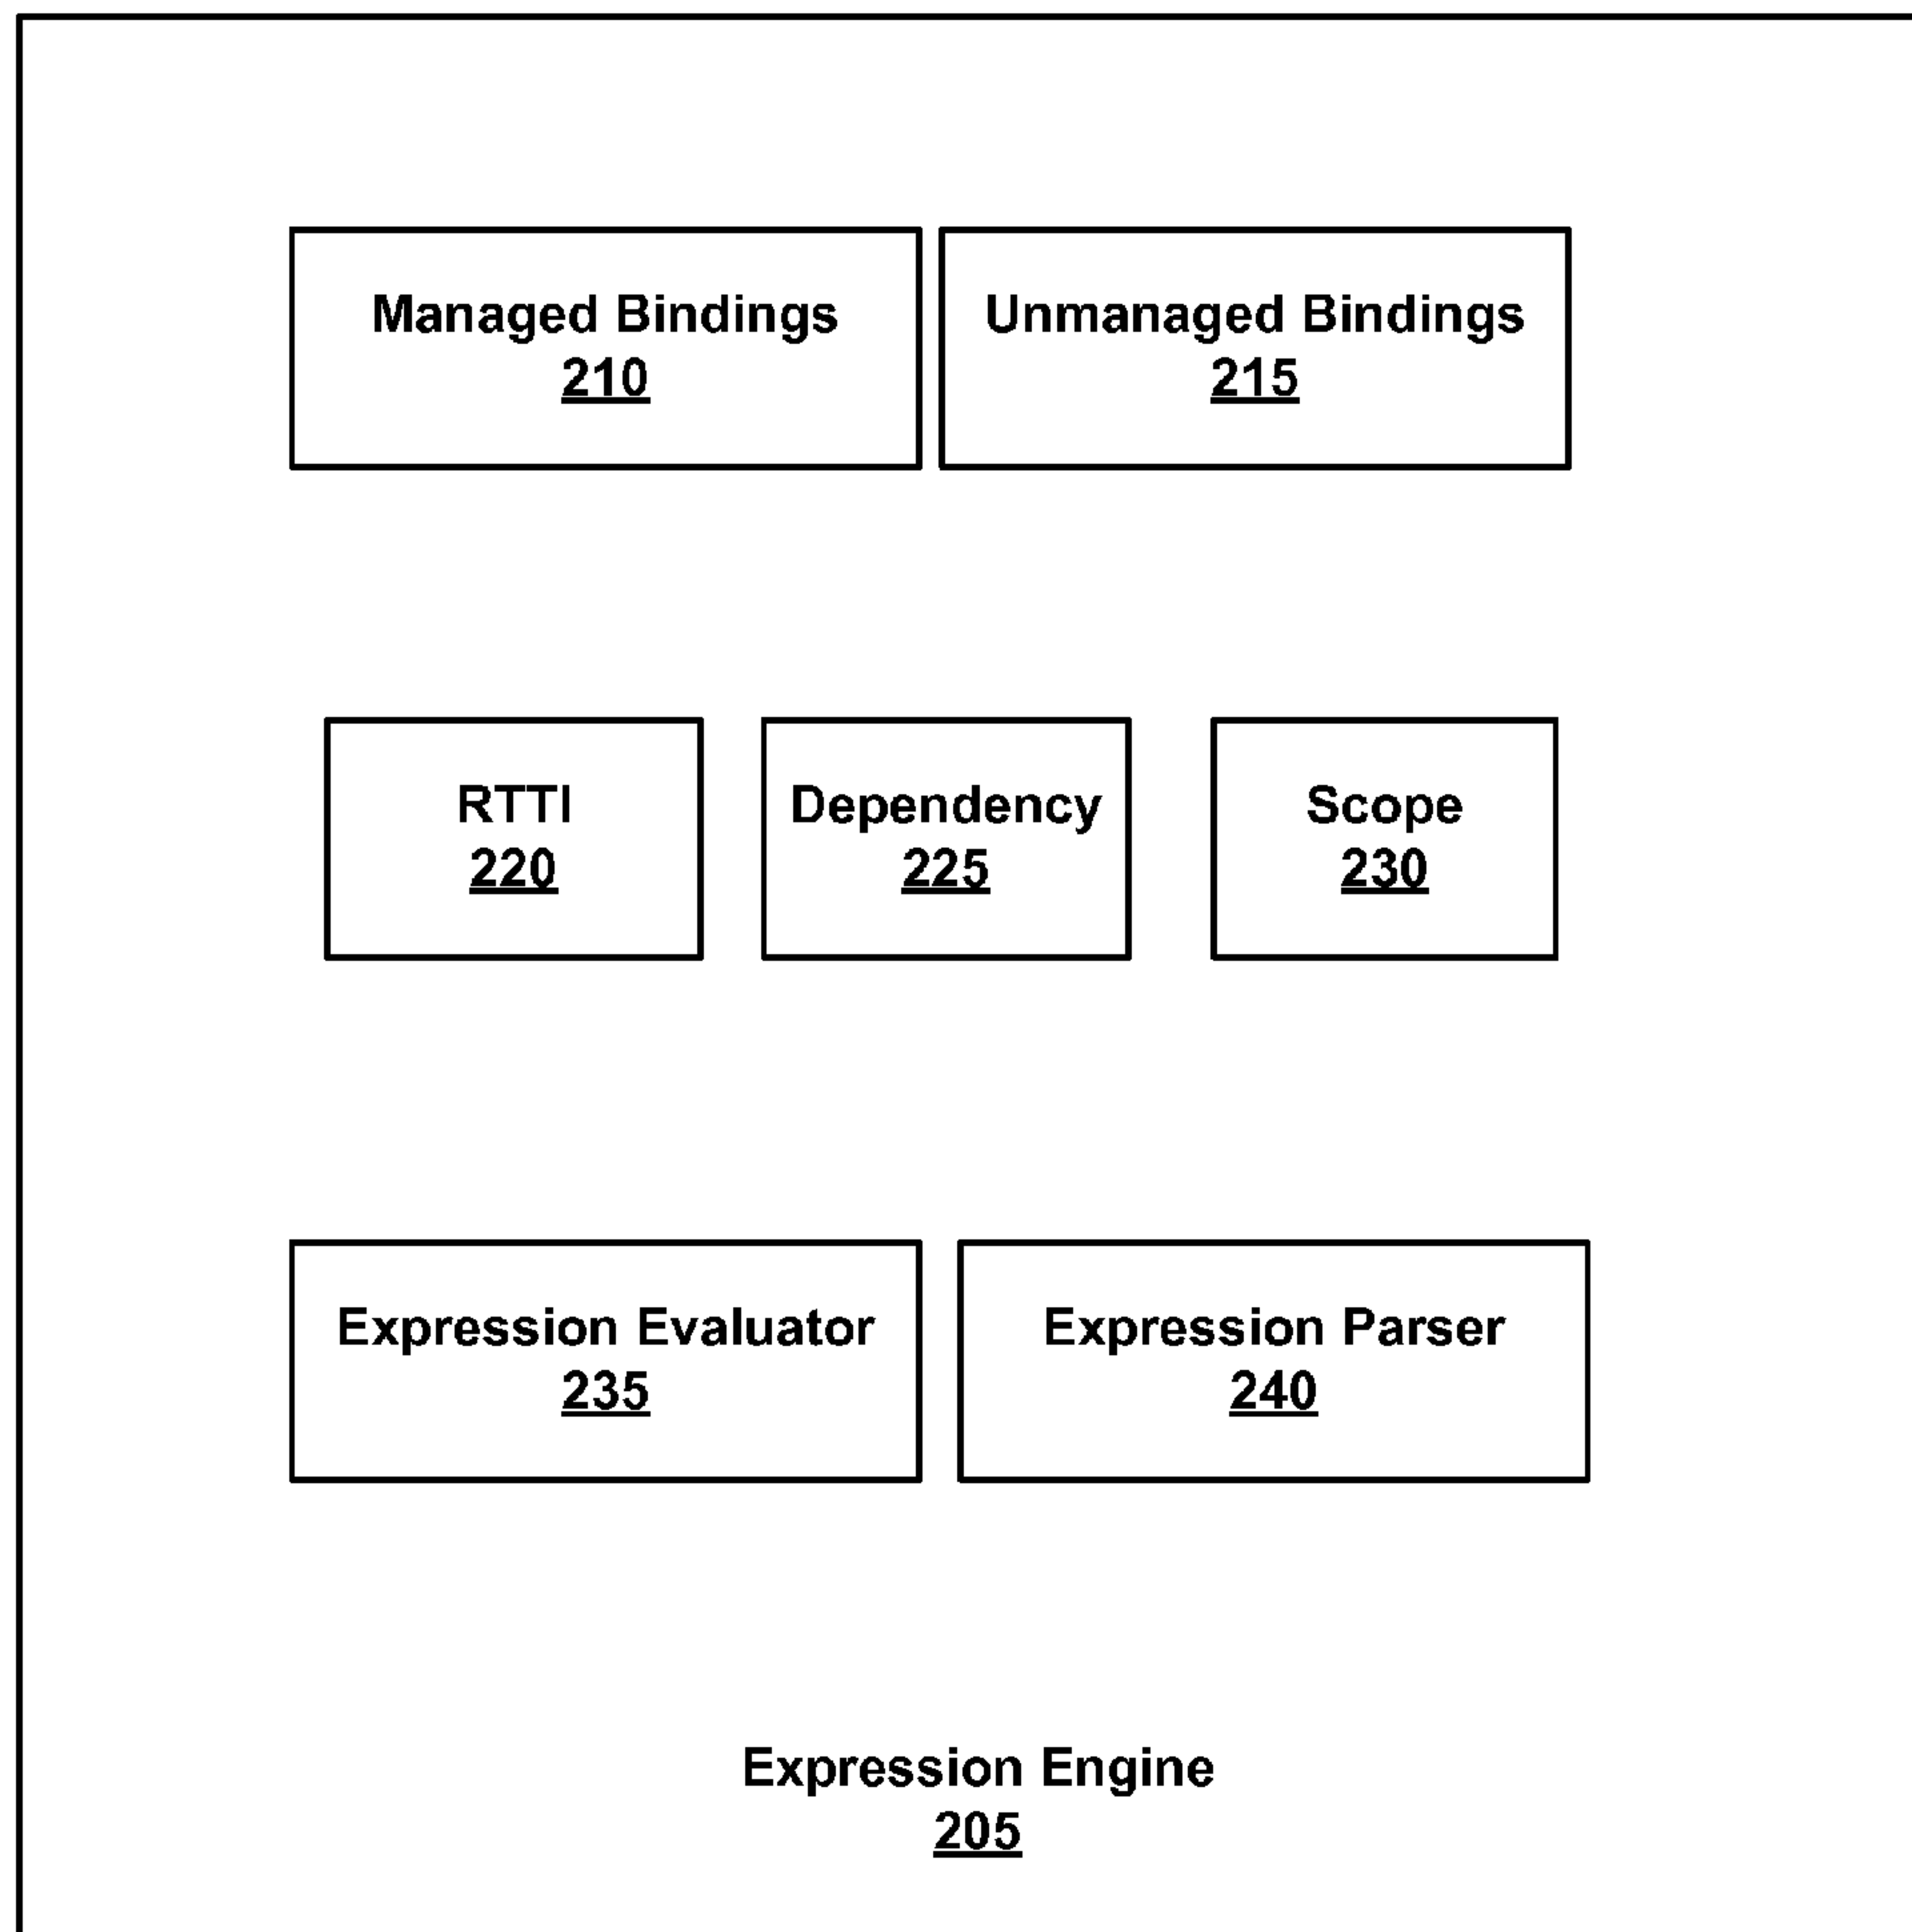 Managed Bindings
210
Unmanaged Bindings
215
RTTI
220
Dependency
225
Scope
230
Expression Evaluator
235
Expression Parser
240
Expression Engine
205